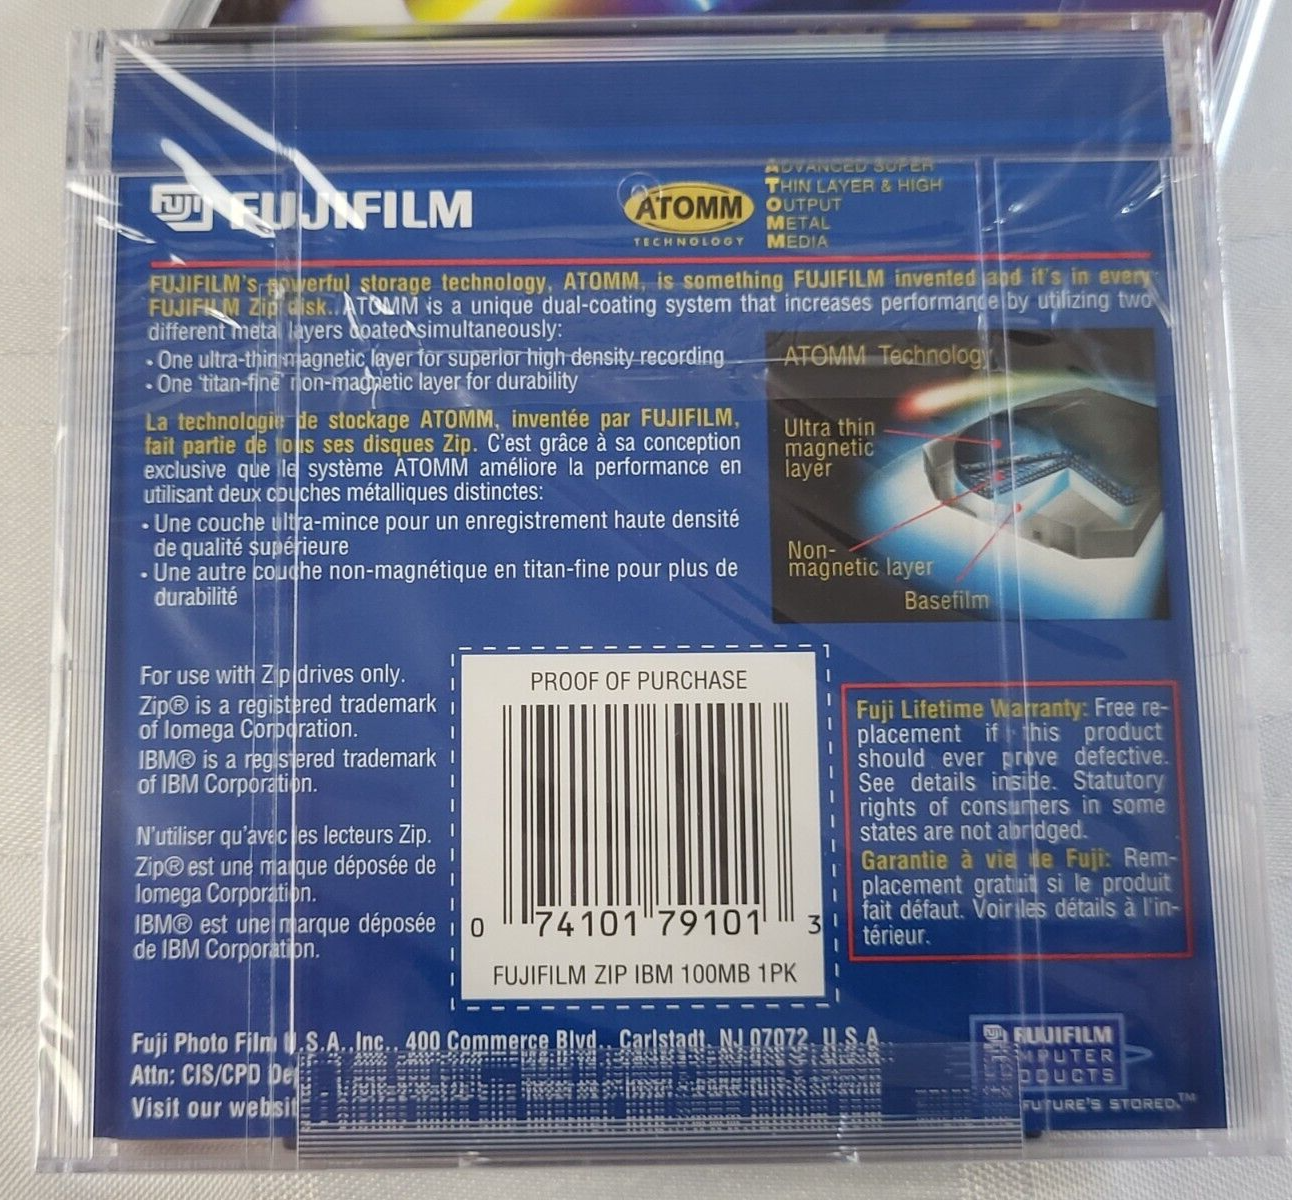 FUJI FUJIFILM
ATOMM
TECHNOLOGY
ADVANCED SUPER
THIN LAYER & HIGH
OUTPUT
METAL
MEDIA
FUJIFILM's powerful storage technology, ATOMM, is something FUJIFILM invented and it's in every
FUJIFILM Zip disk. ATOMM is a unique dual-coating system that increases performance by utilizing two
different metal layers coated simultaneously:
• One ultra-thin magnetic layer for superior high density recording
• One 'titan-fine' non-magnetic layer for durability
La technologie de stockage ATOMM, inventée par FUJIFILM,
fait partie de tous ses disques Zip. C'est grâce à sa conception
exclusive que le système ATOMM améliore la performance en
utilisant deux couches métalliques distinctes:
• Une couche ultra-mince pour un enregistrement haute densité
de qualité supérieure
• Une autre couche non-magnétique en titan-fine pour plus de
durabilité
ATOMM Technology
Ultra thin
magnetic
layer
Non-
magnetic layer
Basefilm
For use with Zip drives only.
Zip® is a registered trademark
of Iomega Corporation.
IBM® is a registered trademark
of IBM Corporation.
N'utiliser qu'avec les lecteurs Zip.
Zip® est une marque déposée de
Iomega Corporation.
IBM® est une marque déposée
de IBM Corporation.
PROOF OF PURCHASE
0 74101 79101 3
FUJIFILM ZIP IBM 100MB 1PK
Fuji Lifetime Warranty: Free re-
placement if this product
should ever prove defective.
See details inside. Statutory
rights of consumers in some
states are not abridged.
Garantie à vie de Fuji: Rem-
placement gratuit si le produit
fait défaut. Voir les détails à l'in-
térieur.
Fuji Photo Film U.S.A., Inc., 400 Commerce Blvd., Carlstadt, NJ 07072, U.S.A.
Attn: CIS/CPD
Visit our
FUJI FUJIFILM
FUTURE'S STORED.™